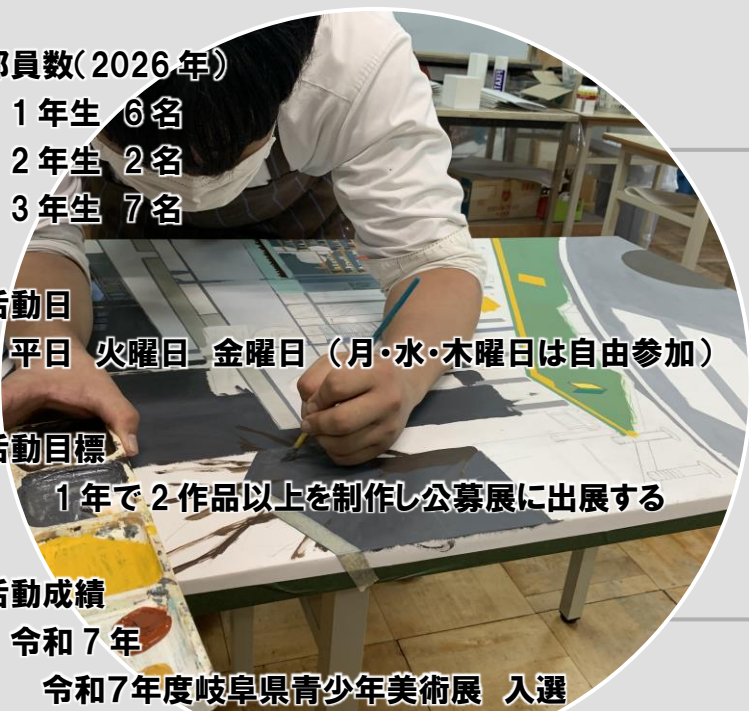 部員数（2026年）
1年生 6名
2年生 2名
3年生 7名
活動日
平日 火曜日 金曜日 （月・水・木曜日は自由参加）
活動目標
1年で2作品以上を制作し公募展に出展する
活動成績
令和7年
令和7年度岐阜県青少年美術展 入選